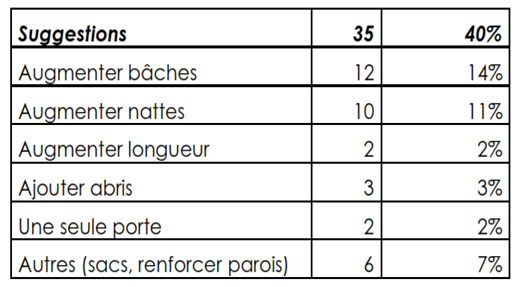 Suggestions 35 40%
Augmenter bâches 12 14%
Augmenter nattes 10 11%
Augmenter longueur 2 2%
Ajouter abris 3 3%
Une seule porte 2 2%
Autres (sacs, renforcer parois) 6 7%